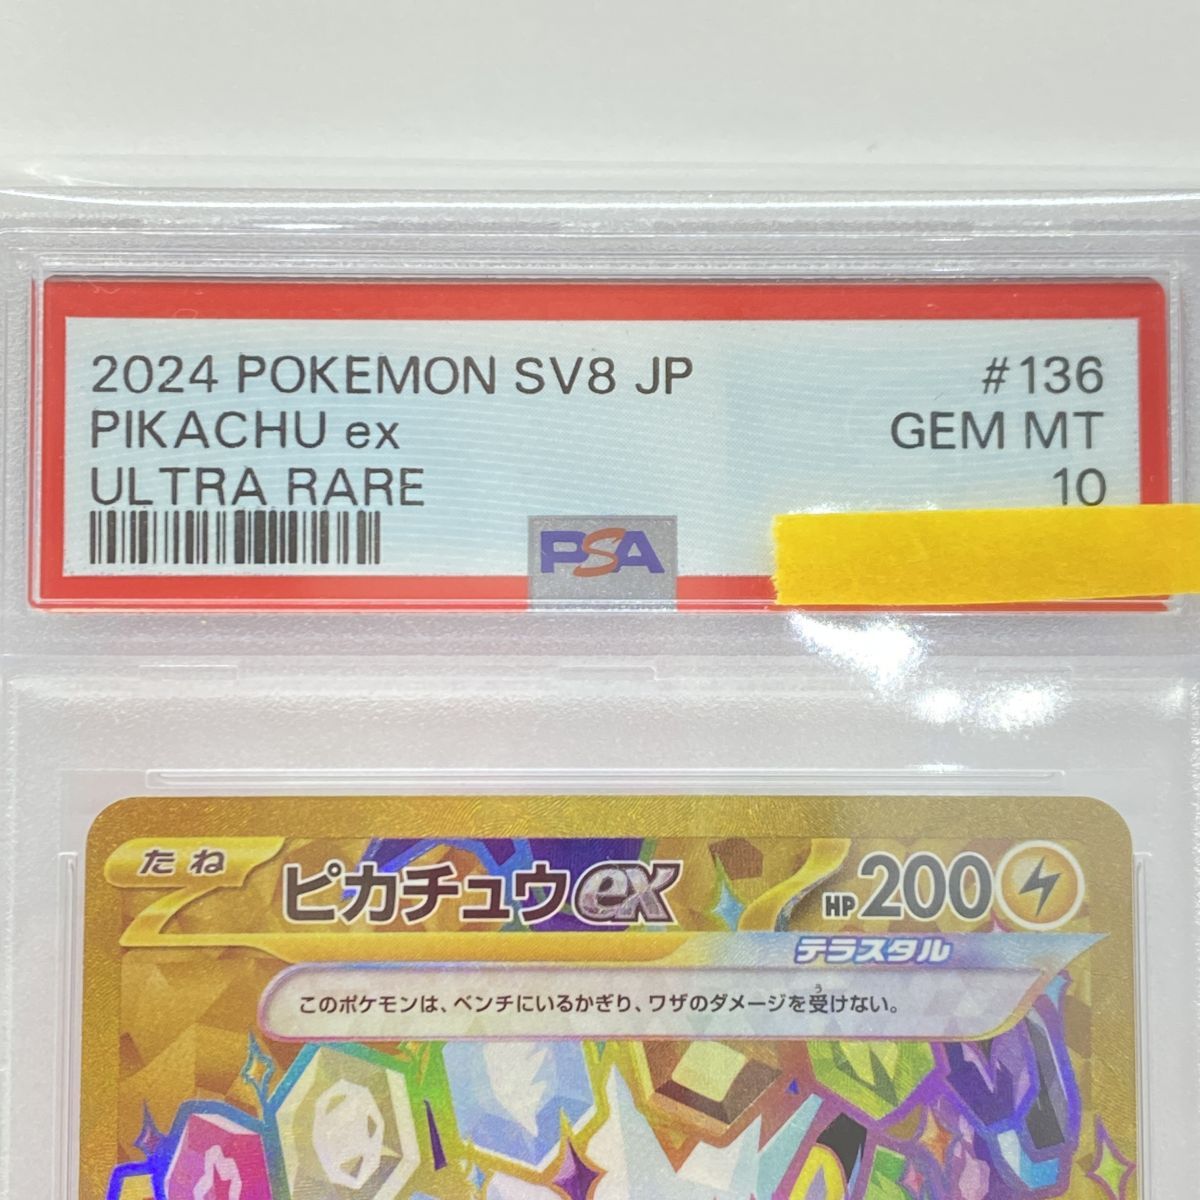 2024 POKEMON SV8 JP #136
PIKACHU ex GEM MT
ULTRA RARE 10
PSA
たね ピカチュウex HP200
テラスタル
このポケモンは、ベンチにいるかぎり、ワザのダメージを受けない。
う